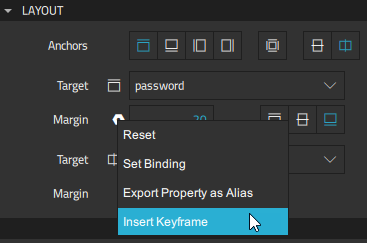 LAYOUT
Anchors
Target password
Margin 20
Reset
Target
Set Binding
Export Property as Alias
Margin
Insert Keyframe